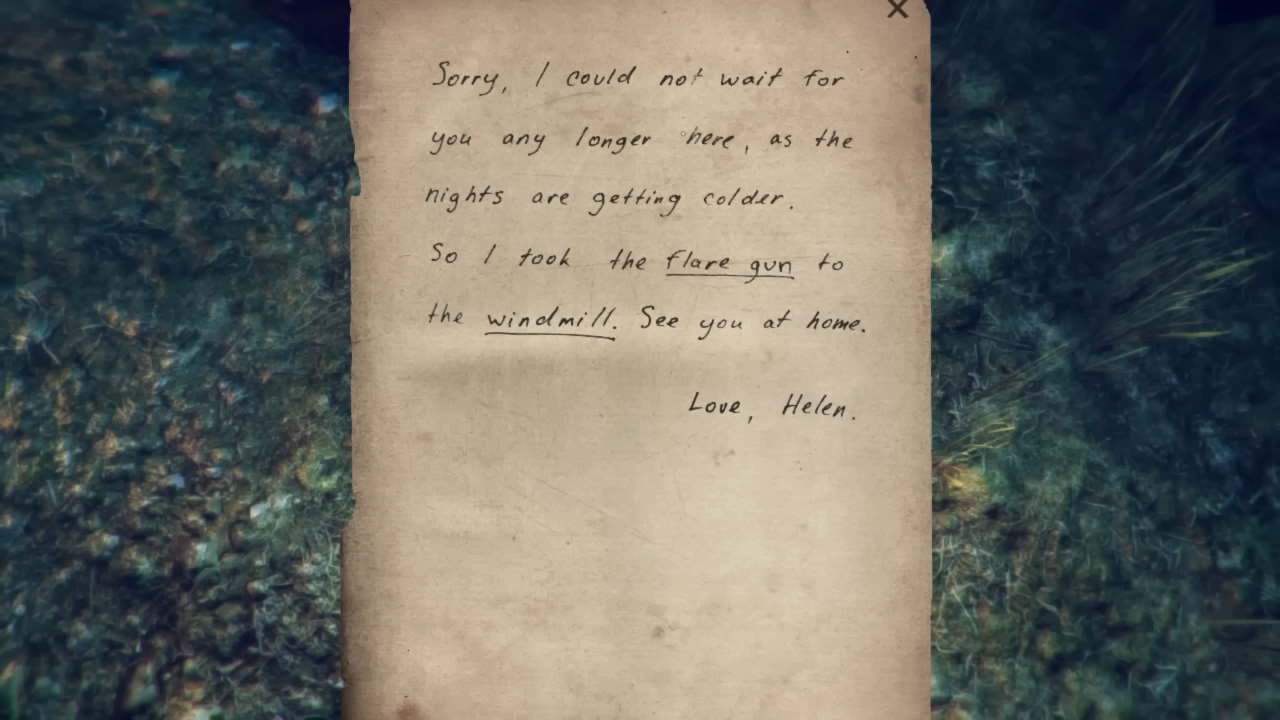 Sorry, I could not wait for
you any longer here, as the
nights are getting colder.
So I took the flare gun to
the windmill. See you at home.
Love, Helen.